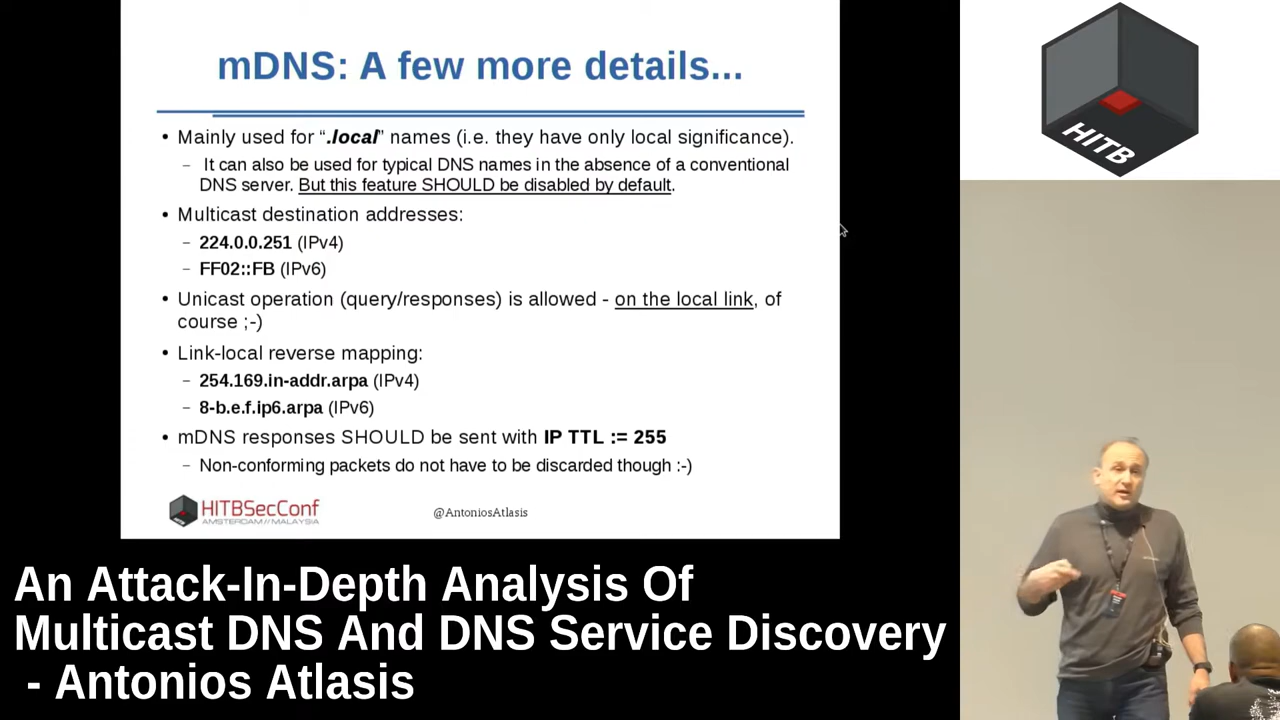 mDNS: A few more details...
• Mainly used for “.local” names (i.e. they have only local significance).
– It can also be used for typical DNS names in the absence of a conventional
DNS server. But this feature SHOULD be disabled by default.
• Multicast destination addresses:
– 224.0.0.251 (IPv4)
– FF02::FB (IPv6)
• Unicast operation (query/responses) is allowed - on the local link, of
course ;-)
• Link-local reverse mapping:
– 254.169.in-addr.arpa (IPv4)
– 8-b.e.f.ip6.arpa (IPv6)
• mDNS responses SHOULD be sent with IP TTL := 255
– Non-conforming packets do not have to be discarded though :-)
HITB
HITBSecConf
AMSTERDAM // MALAYSIA
@AntoniosAtlasis
An Attack-In-Depth Analysis Of
Multicast DNS And DNS Service Discovery
- Antonios Atlasis
HITB